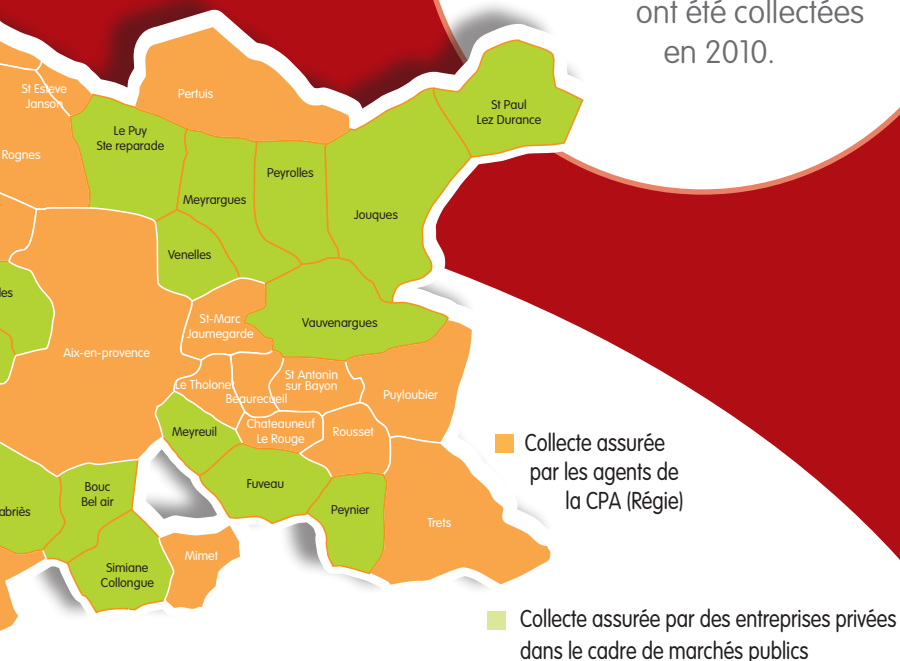 ont été collectées
en 2010.
St Esteve
Janson
Pertuis
St Paul
Lez Durance
Le Puy
Ste reparade
Rognes
Peyrolles
Meyrargues
Jouques
Venelles
les
St-Marc
Jaumegarde
Vauvenargues
Aix-en-provence
Le Tholonet
St Antonin
sur Bayon
Beaurecueil
Puyloubier
Meyreuil
Chateauneuf
Le Rouge
Rousset
Collecte assurée
par les agents de
la CPA (Régie)
Bouc
Bel air
Fuveau
abriès
Peynier
Trets
Mimet
Simiane
Collongue
Collecte assurée par des entreprises privées
dans le cadre de marchés publics